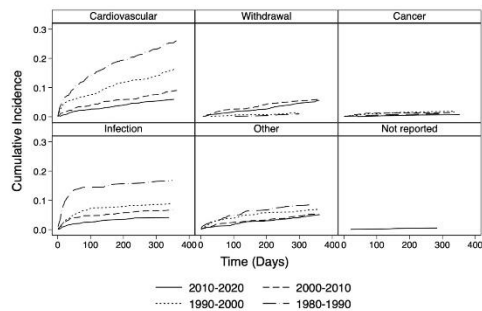 Cardiovascular
Withdrawal
Cancer
0.3
0.2
0.1
0.0
Infection
Other
Not reported
0.3
0.2
0.1
0.0
Cumulative Incidence
0 100 200 300 400 0 100 200 300 400 0 100 200 300 400
Time (Days)
2010-2020 2000-2010
1990-2000 1980-1990